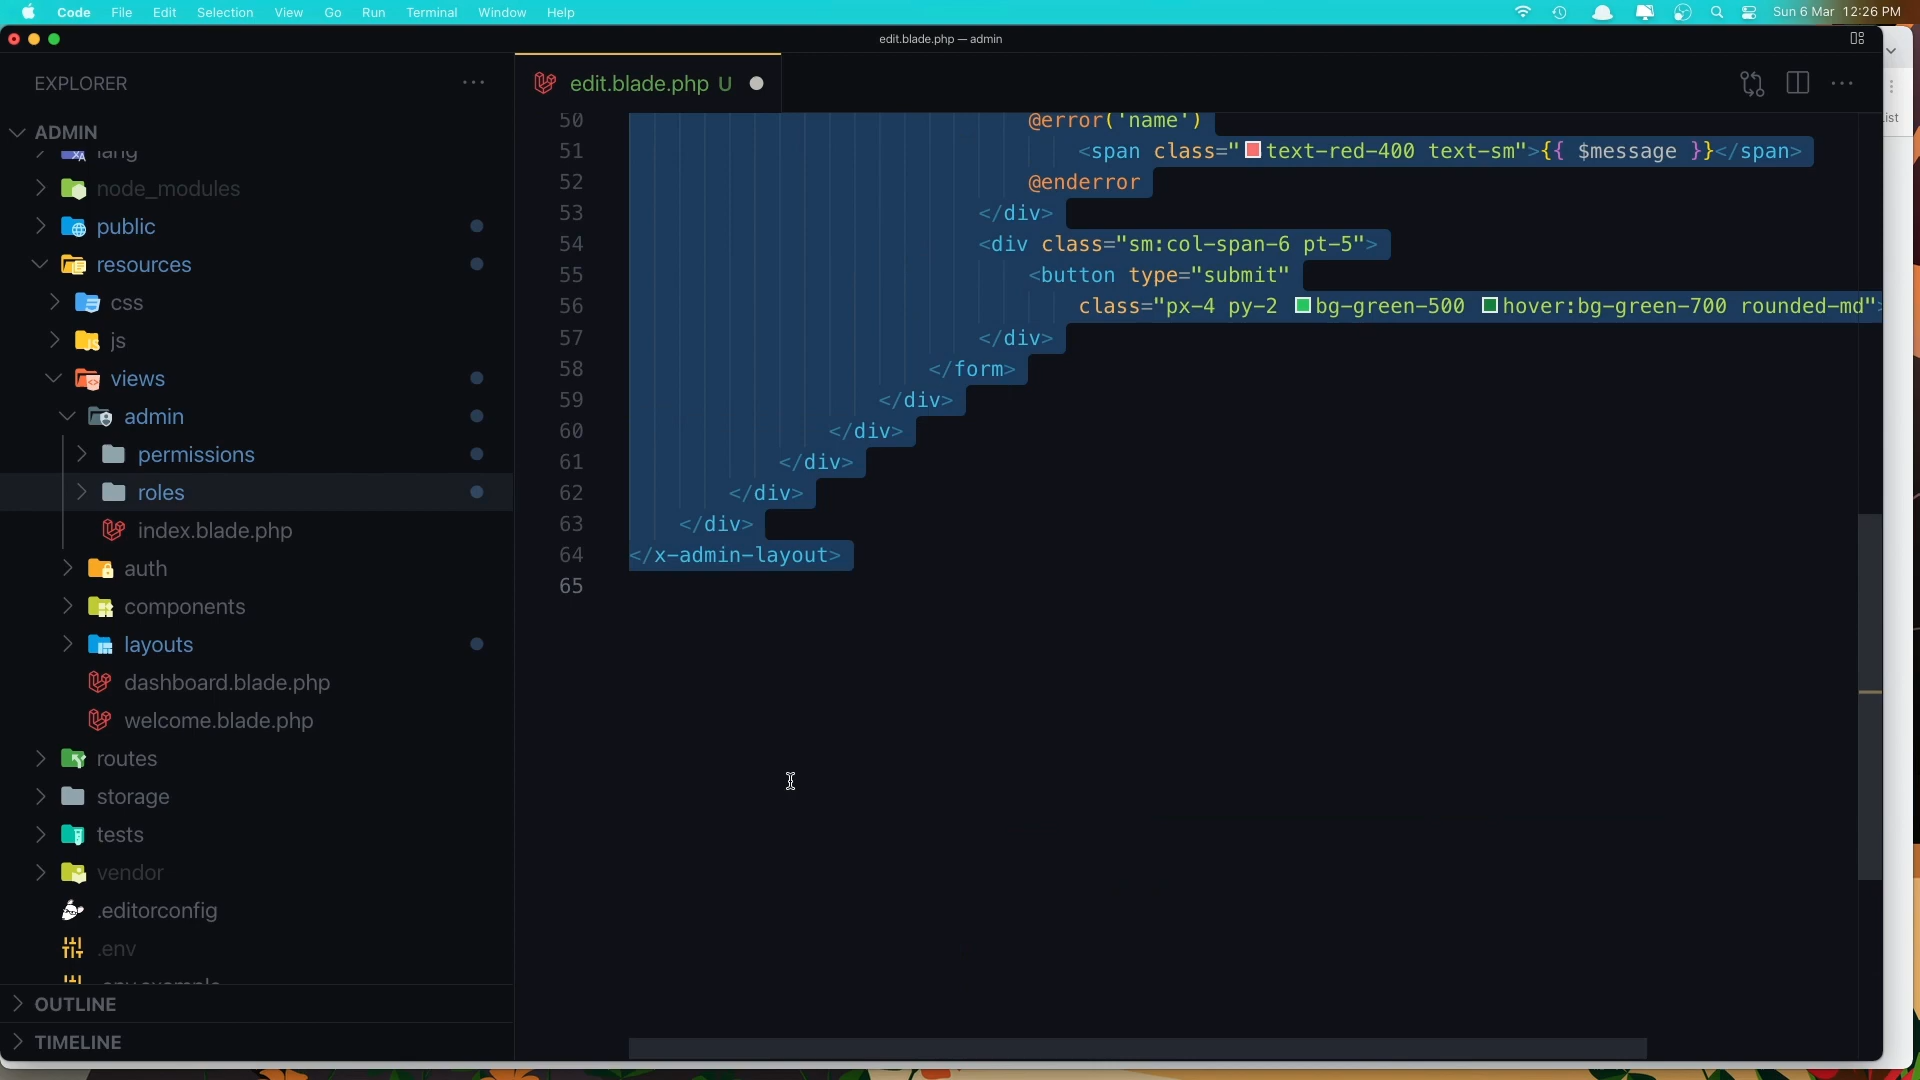 Code File Edit Selection View Go Run Terminal Window Help
Sun 6 Mar 12:26 PM
edit.blade.php — admin
EXPLORER
edit.blade.php U
ADMIN
lang
node_modules
public
resources
css
js
views
admin
permissions
roles
index.blade.php
auth
components
layouts
dashboard.blade.php
welcome.blade.php
routes
storage
tests
vendor
.editorconfig
.env
.env.example
OUTLINE
TIMELINE
50 @error('name')
51 <span class="text-red-400 text-sm">{{ $message }}</span>
52 @enderror
53 </div>
54 <div class="sm:col-span-6 pt-5">
55 <button type="submit"
56 class="px-4 py-2 bg-green-500 hover:bg-green-700 rounded-md">
57 </div>
58 </form>
59 </div>
60 </div>
61 </div>
62 </div>
63 </div>
64 </x-admin-layout>
65
ist